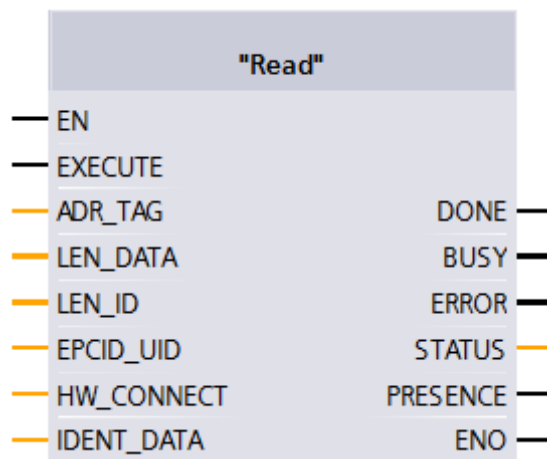 "Read"
EN
EXECUTE
ADR_TAG DONE
LEN_DATA BUSY
LEN_ID ERROR
EPCID_UID STATUS
HW_CONNECT PRESENCE
IDENT_DATA ENO